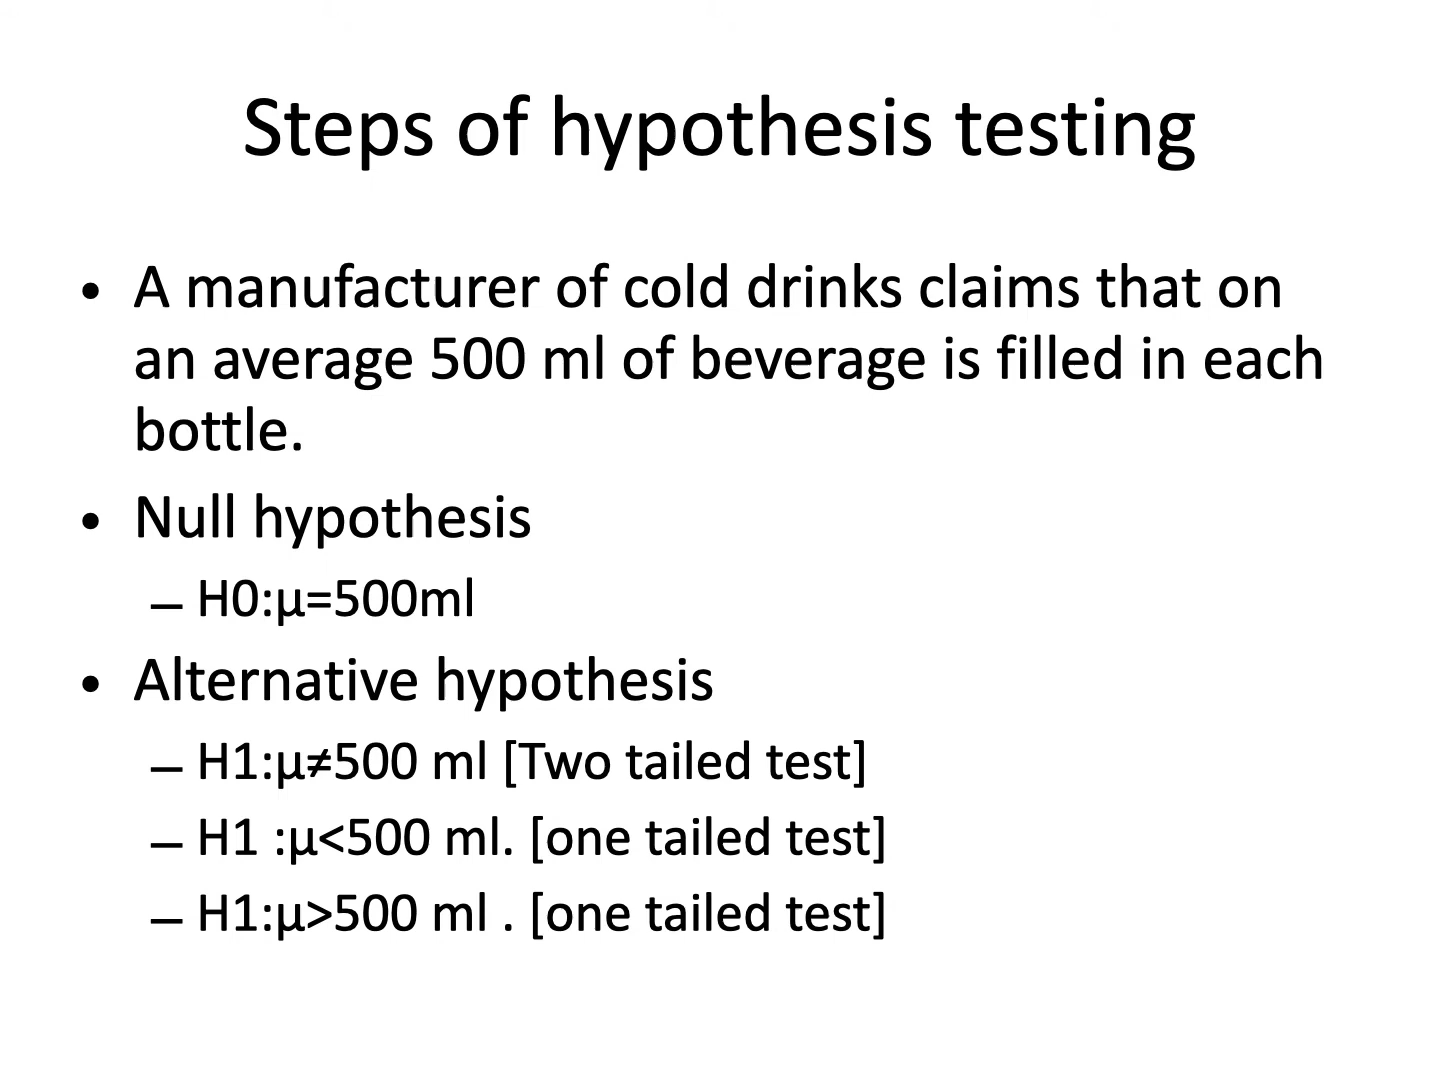 Steps of hypothesis testing
• A manufacturer of cold drinks claims that on
an average 500 ml of beverage is filled in each
bottle.
• Null hypothesis
– H0:μ=500ml
• Alternative hypothesis
– H1:μ≠500 ml [Two tailed test]
– H1 :μ<500 ml. [one tailed test]
– H1:μ>500 ml . [one tailed test]